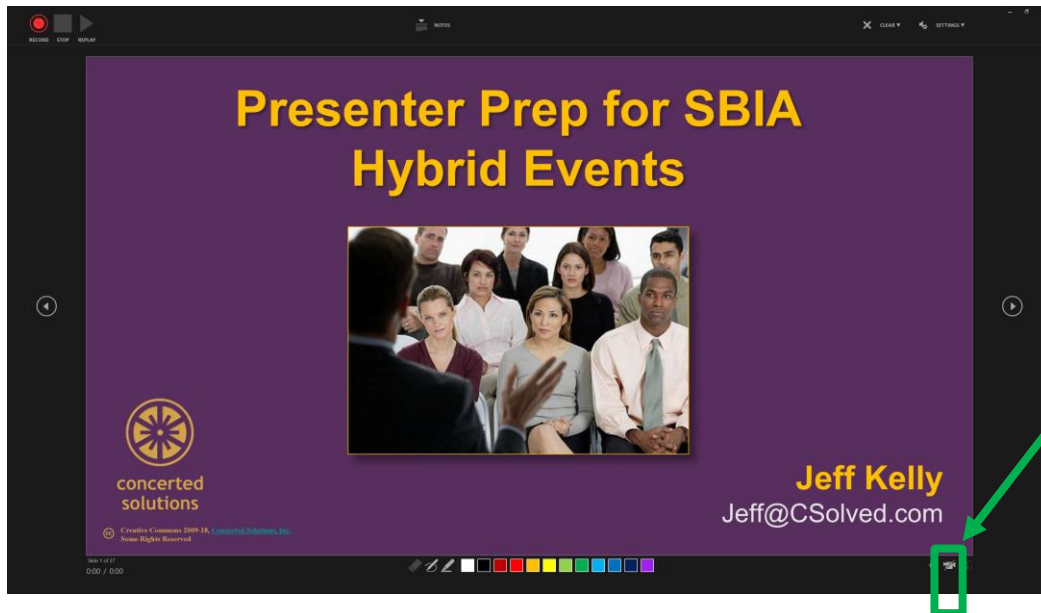 RECORD STOP REPLAY
NOTES
CLEAR ▼ SETTINGS ▼
Presenter Prep for SBIA
Hybrid Events
concerted
solutions
Jeff Kelly
Jeff@CSolved.com
cc Creative Commons 2009-18, Concerted Solutions, Inc.
Some Rights Reserved
Slide 1 of 27
0:00 / 0:00